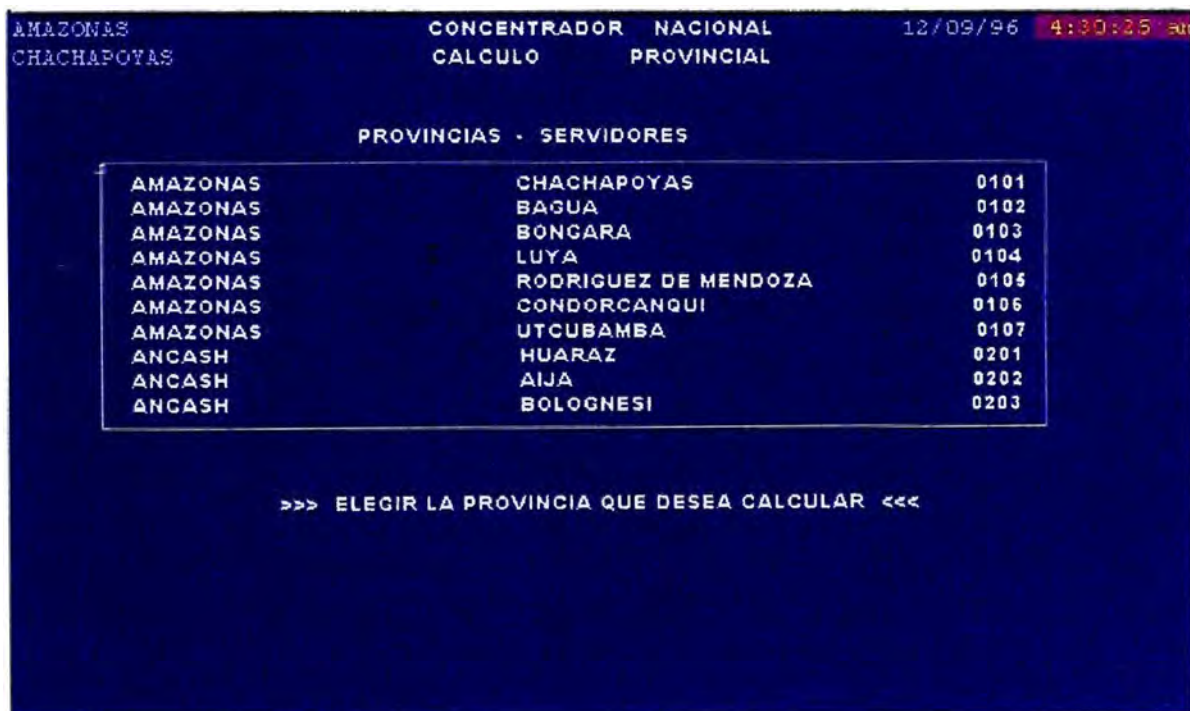 AMAZONAS CONCENTRADOR NACIONAL 12/09/96 4:30:25 am
CHACHAPOYAS CALCULO PROVINCIAL
PROVINCIAS - SERVIDORES
AMAZONAS CHACHAPOYAS 0101
AMAZONAS BAGUA 0102
AMAZONAS BONGARA 0103
AMAZONAS LUYA 0104
AMAZONAS RODRIGUEZ DE MENDOZA 0105
AMAZONAS CONDORCANQUI 0106
AMAZONAS UTCUBAMBA 0107
ANCASH HUARAZ 0201
ANCASH AIJA 0202
ANCASH BOLOGNESI 0203
>>> ELEGIR LA PROVINCIA QUE DESEA CALCULAR <<<